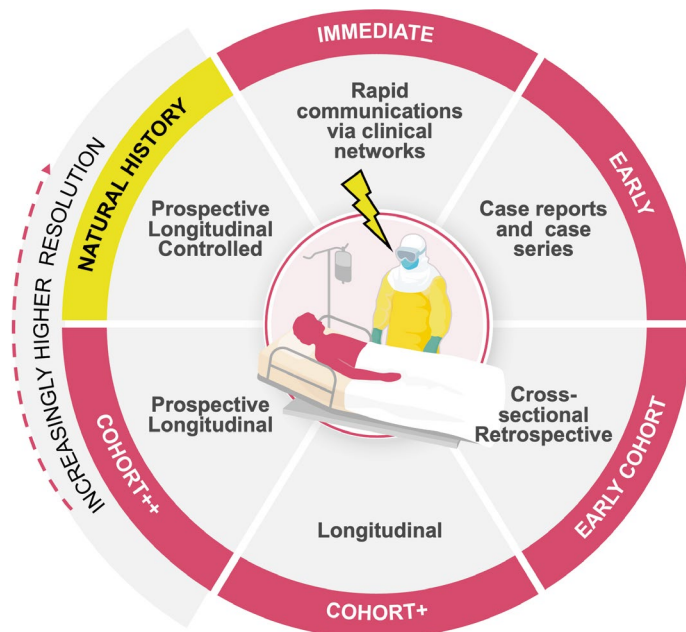 IMMEDIATE
Rapid
communications
via clinical
networks
EARLY
Case reports
and case
series
EARLY COHORT
Cross-
sectional
Retrospective
COHORT+
Longitudinal
COHORT++
Prospective
Longitudinal
NATURAL HISTORY
Prospective
Longitudinal
Controlled
INCREASINGLY HIGHER RESOLUTION